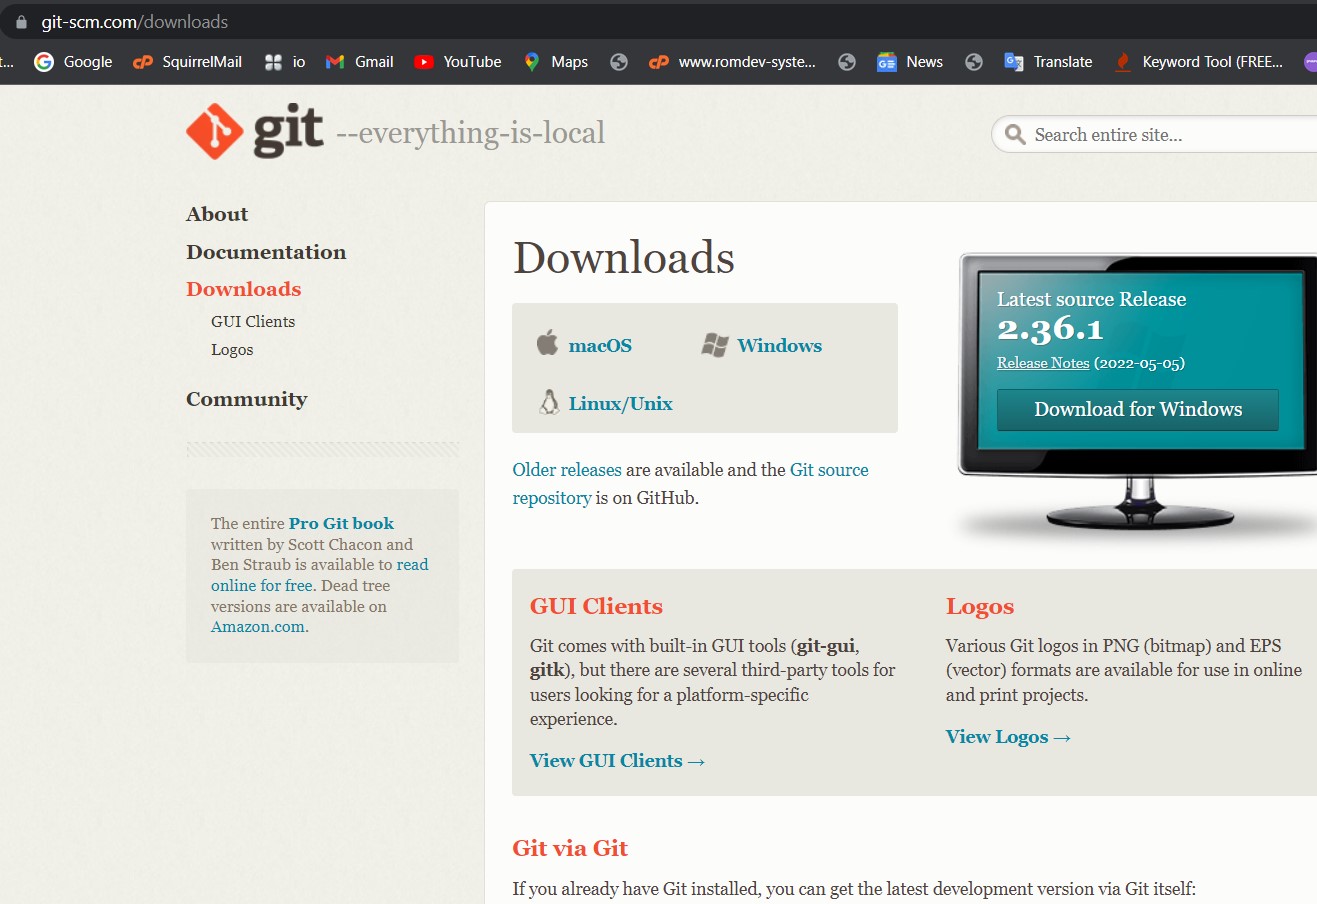 git-scm.com/downloads
Google SquirrelMail io Gmail YouTube Maps www.romdev-syste... News Translate Keyword Tool (FREE...
git --everything-is-local
Search entire site...
About
Documentation
Downloads
GUI Clients
Logos
Community
The entire Pro Git book
written by Scott Chacon and
Ben Straub is available to read
online for free. Dead tree
versions are available on
Amazon.com.
Downloads
macOS
Windows
Linux/Unix
Older releases are available and the Git source
repository is on GitHub.
Latest source Release
2.36.1
Release Notes (2022-05-05)
Download for Windows
GUI Clients
Git comes with built-in GUI tools (git-gui,
gitk), but there are several third-party tools for
users looking for a platform-specific
experience.
View GUI Clients →
Logos
Various Git logos in PNG (bitmap) and EPS
(vector) formats are available for use in online
and print projects.
View Logos →
Git via Git
If you already have Git installed, you can get the latest development version via Git itself: